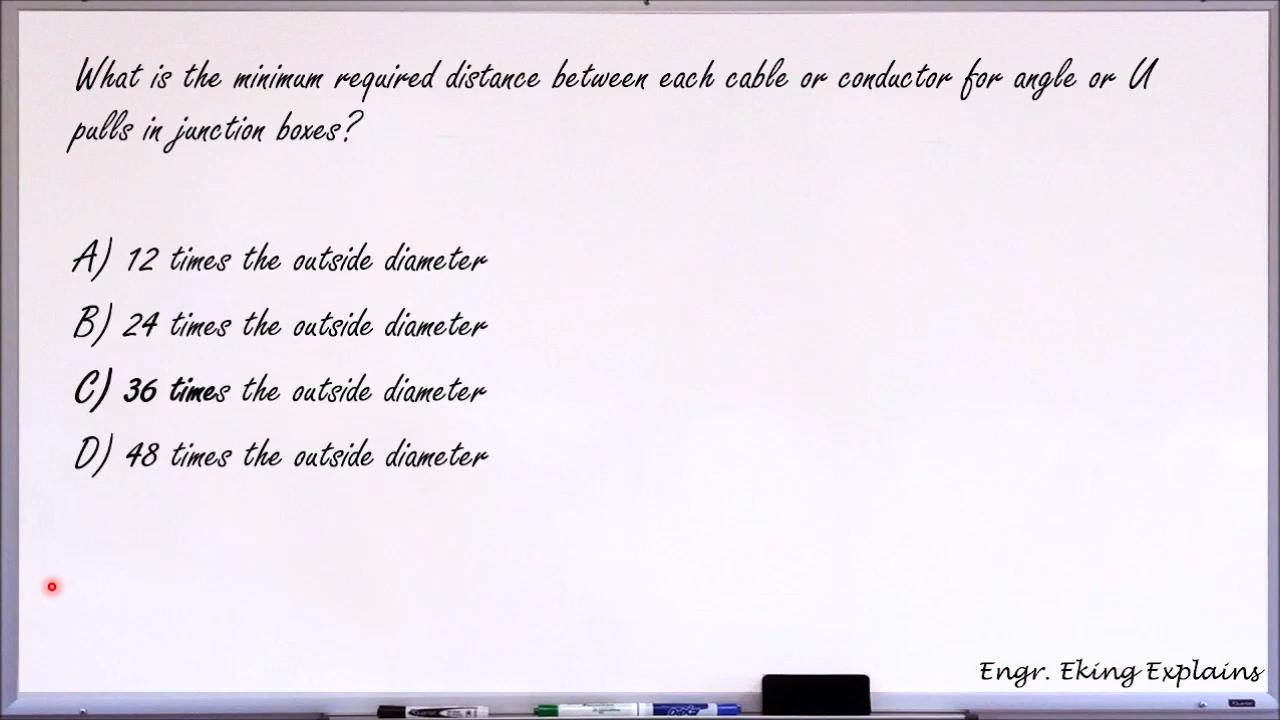 What is the minimum required distance between each cable or conductor for angle or U
pulls in junction boxes?
A) 12 times the outside diameter
B) 24 times the outside diameter
C) 36 times the outside diameter
D) 48 times the outside diameter
Engr. Eking Explains